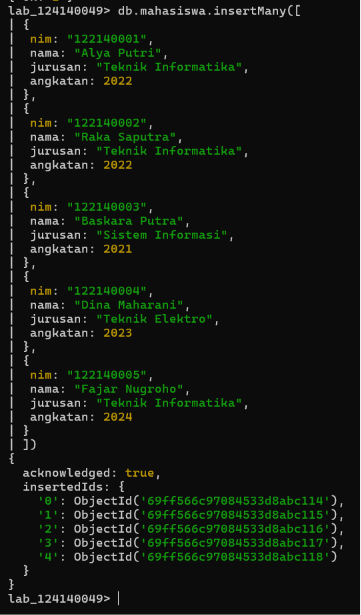 lab_124140049> db.mahasiswa.insertMany([
| {
|  nim: "122140001",
|  nama: "Alya Putri",
|  jurusan: "Teknik Informatika",
|  angkatan: 2022
| },
| {
|  nim: "122140002",
|  nama: "Raka Saputra",
|  jurusan: "Teknik Informatika",
|  angkatan: 2022
| },
| {
|  nim: "122140003",
|  nama: "Baskara Putra",
|  jurusan: "Sistem Informasi",
|  angkatan: 2021
| },
| {
|  nim: "122140004",
|  nama: "Dina Maharani",
|  jurusan: "Teknik Elektro",
|  angkatan: 2023
| },
| {
|  nim: "122140005",
|  nama: "Fajar Nugroho",
|  jurusan: "Teknik Informatika",
|  angkatan: 2024
| }
| ])
{
  acknowledged: true,
  insertedIds: {
    '0': ObjectId('69ff566c97084533d8abc114'),
    '1': ObjectId('69ff566c97084533d8abc115'),
    '2': ObjectId('69ff566c97084533d8abc116'),
    '3': ObjectId('69ff566c97084533d8abc117'),
    '4': ObjectId('69ff566c97084533d8abc118')
  }
}
lab_124140049>